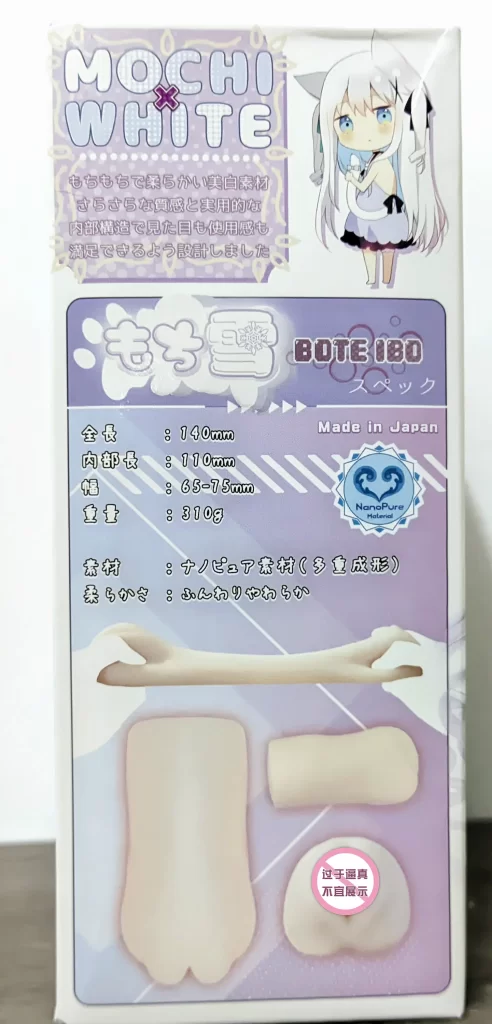 MOCHI
×
WHITE
もちもちで柔らかい美白素材
さらさらな質感と実用的な
内部構造で見た目も使用感も
満足できるよう設計しました
もち雪 BOTE IBO
スペック
Made in Japan
全長 : 140mm
内部長 : 110mm
幅 : 65-75mm
重量 : 310g
NanoPure
Material
素材 : ナノピュア素材(多重成形)
柔らかさ : ふんわりやわらか
过于逼真
不宜展示